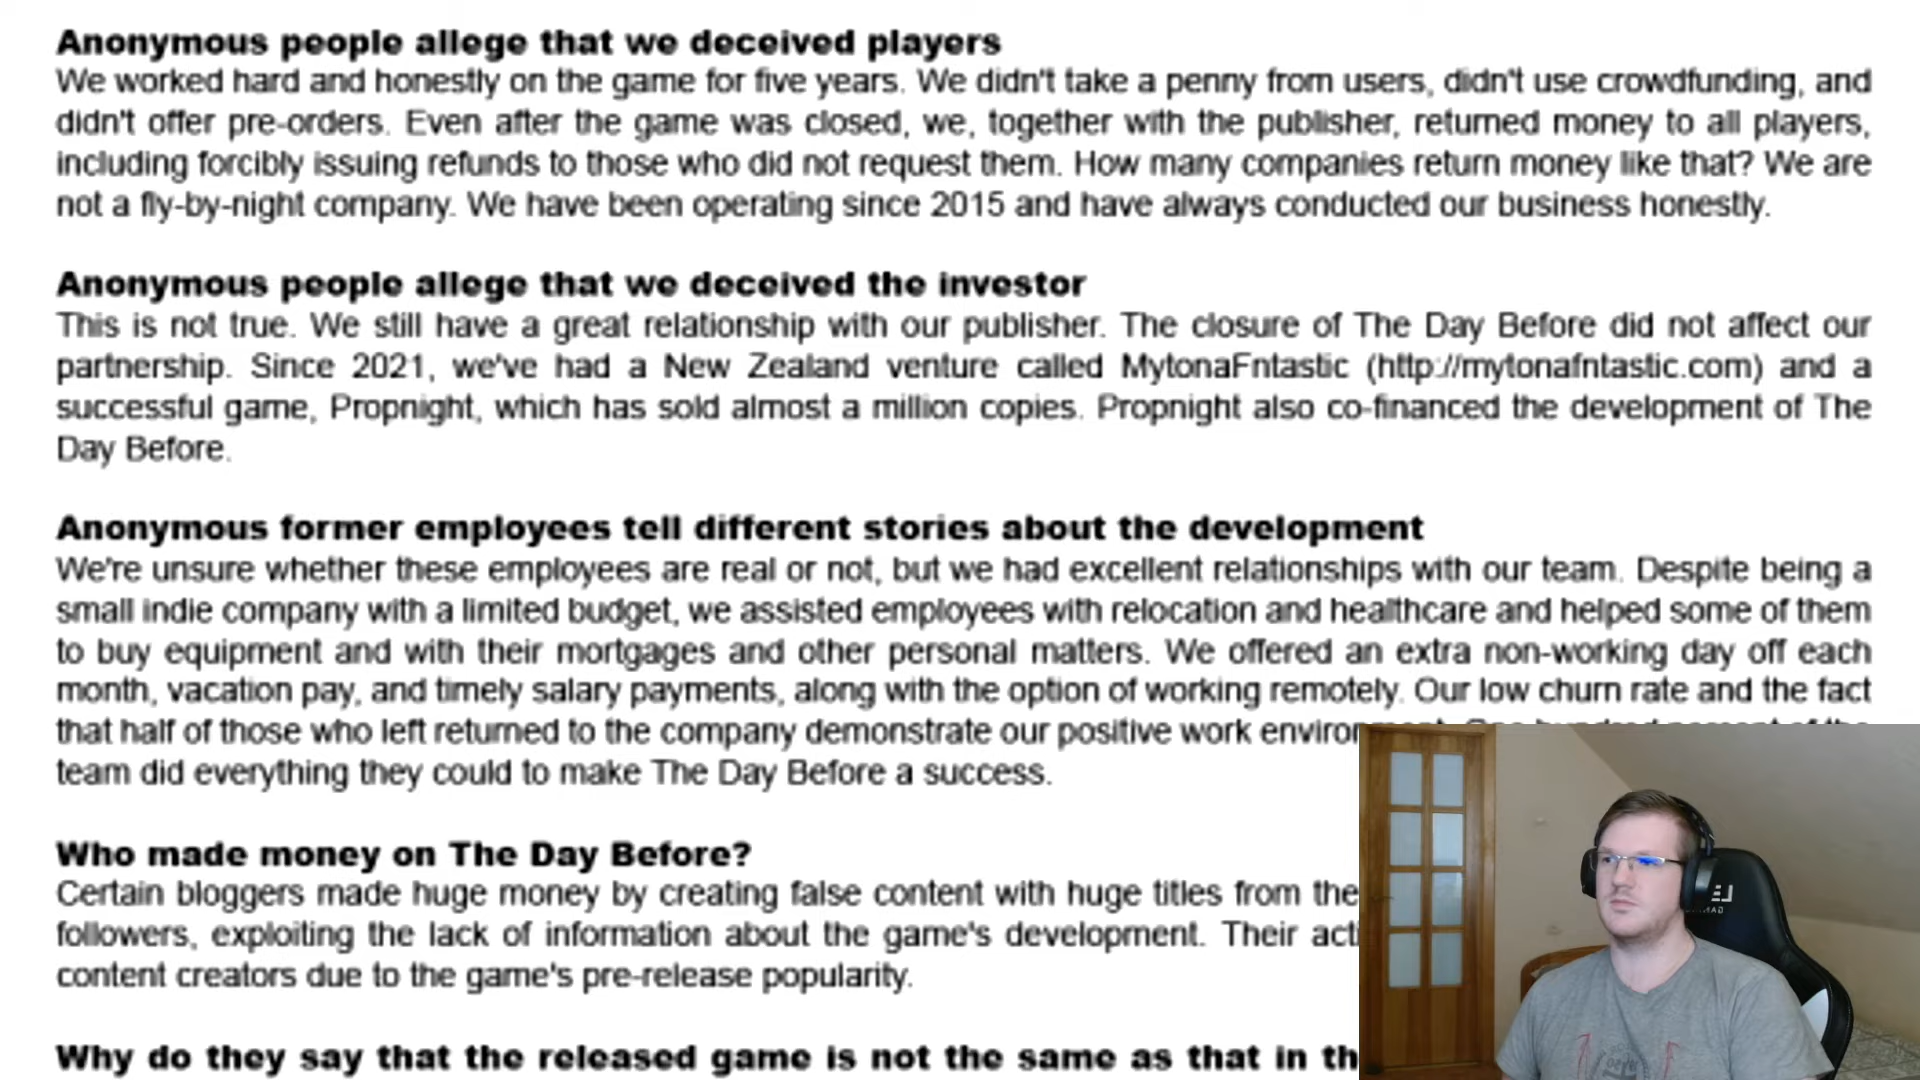 Anonymous people allege that we deceived players
We worked hard and honestly on the game for five years. We didn't take a penny from users, didn't use crowdfunding, and
didn't offer pre-orders. Even after the game was closed, we, together with the publisher, returned money to all players,
including forcibly issuing refunds to those who did not request them. How many companies return money like that? We are
not a fly-by-night company. We have been operating since 2015 and have always conducted our business honestly.
Anonymous people allege that we deceived the investor
This is not true. We still have a great relationship with our publisher. The closure of The Day Before did not affect our
partnership. Since 2021, we've had a New Zealand venture called MytonaFntastic (http://mytonafntastic.com) and a
successful game, Propnight, which has sold almost a million copies. Propnight also co-financed the development of The
Day Before.
Anonymous former employees tell different stories about the development
We're unsure whether these employees are real or not, but we had excellent relationships with our team. Despite being a
small indie company with a limited budget, we assisted employees with relocation and healthcare and helped some of them
to buy equipment and with their mortgages and other personal matters. We offered an extra non-working day off each
month, vacation pay, and timely salary payments, along with the option of working remotely. Our low churn rate and the fact
that half of those who left returned to the company demonstrate our positive work
team did everything they could to make The Day Before a success.
Who made money on The Day Before?
Certain bloggers made huge money by creating false content with huge titles from the
followers, exploiting the lack of information about the game's development. Their
content creators due to the game's pre-release popularity.
Why do they say that the released game is not the same as that in